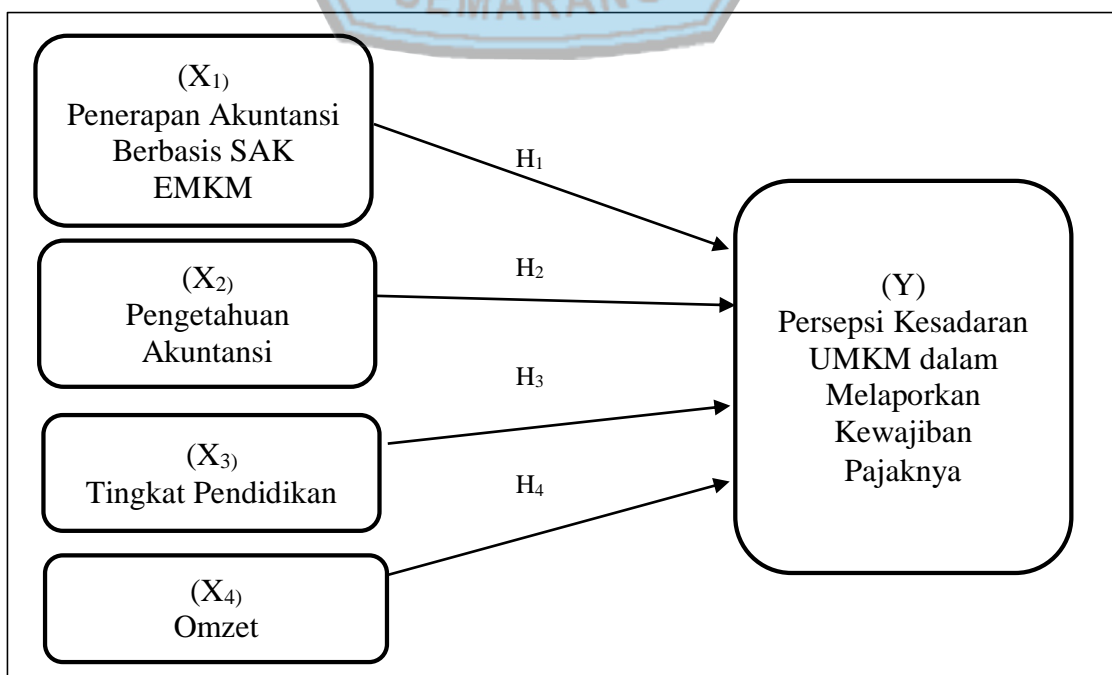 SEMARANG
(X1)
Penerapan Akuntansi
Berbasis SAK
EMKM
H1
(X2)
Pengetahuan
Akuntansi
H2
(X3)
Tingkat Pendidikan
H3
(X4)
Omzet
H4
(Y)
Persepsi Kesadaran
UMKM dalam
Melaporkan
Kewajiban
Pajaknya